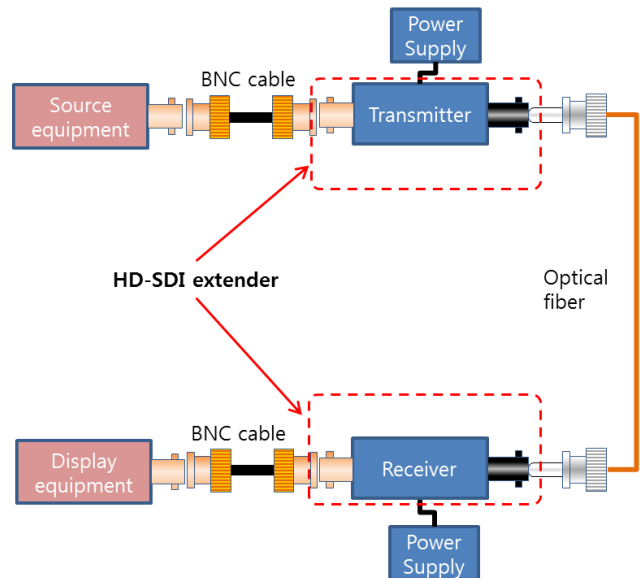 Power
Supply
BNC cable
Source
equipment
Transmitter
HD-SDI extender
Optical
fiber
BNC cable
Display
equipment
Receiver
Power
Supply